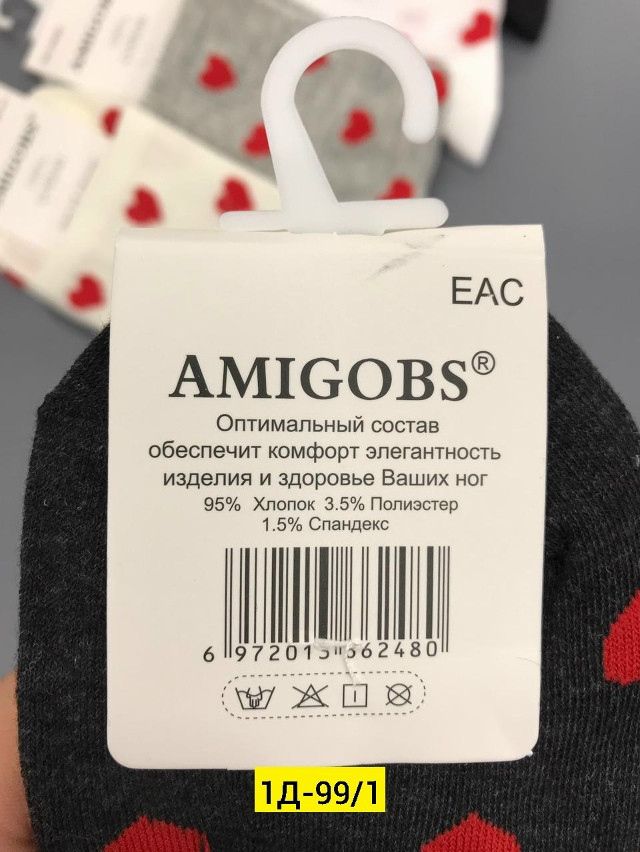 EAC
AMIGOBS®
Оптимальный состав
обеспечит комфорт элегантность
изделия и здоровье Ваших ног
95% Хлопок 3.5% Полиэстер
1.5% Спандекс
1Д-99/1